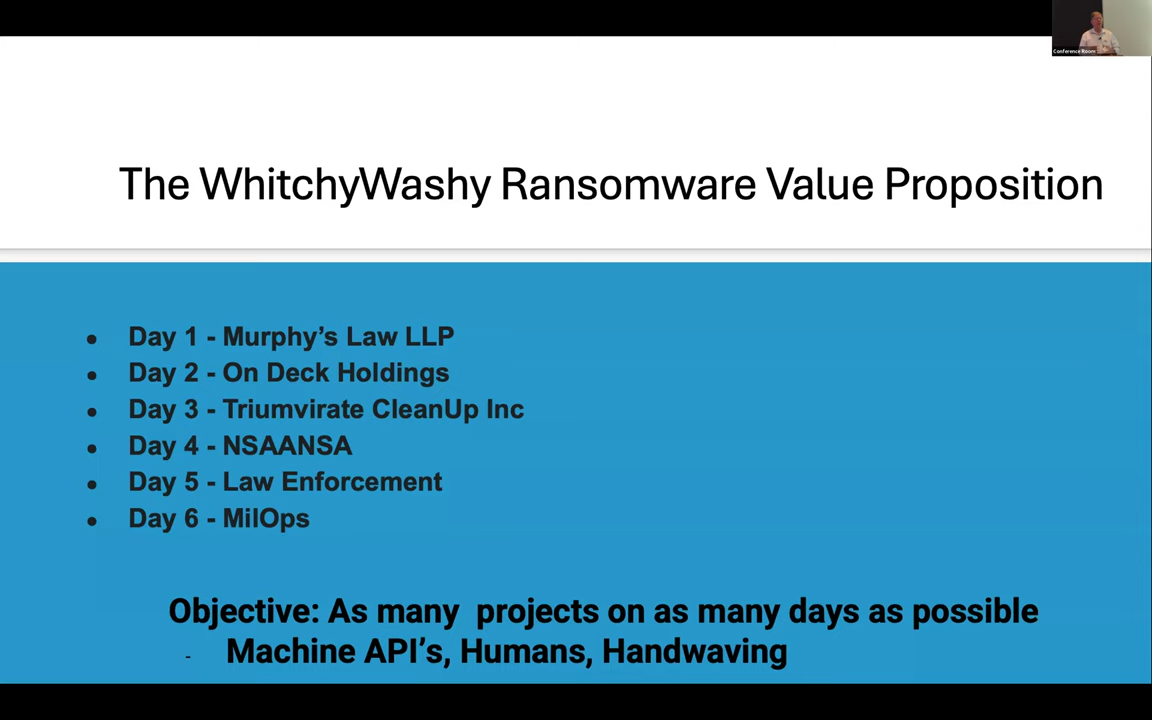 Conference Room
The WhitchyWashy Ransomware Value Proposition
• Day 1 - Murphy’s Law LLP
• Day 2 - On Deck Holdings
• Day 3 - Triumvirate CleanUp Inc
• Day 4 - NSAANSA
• Day 5 - Law Enforcement
• Day 6 - MilOps
Objective: As many projects on as many days as possible
- Machine API’s, Humans, Handwaving